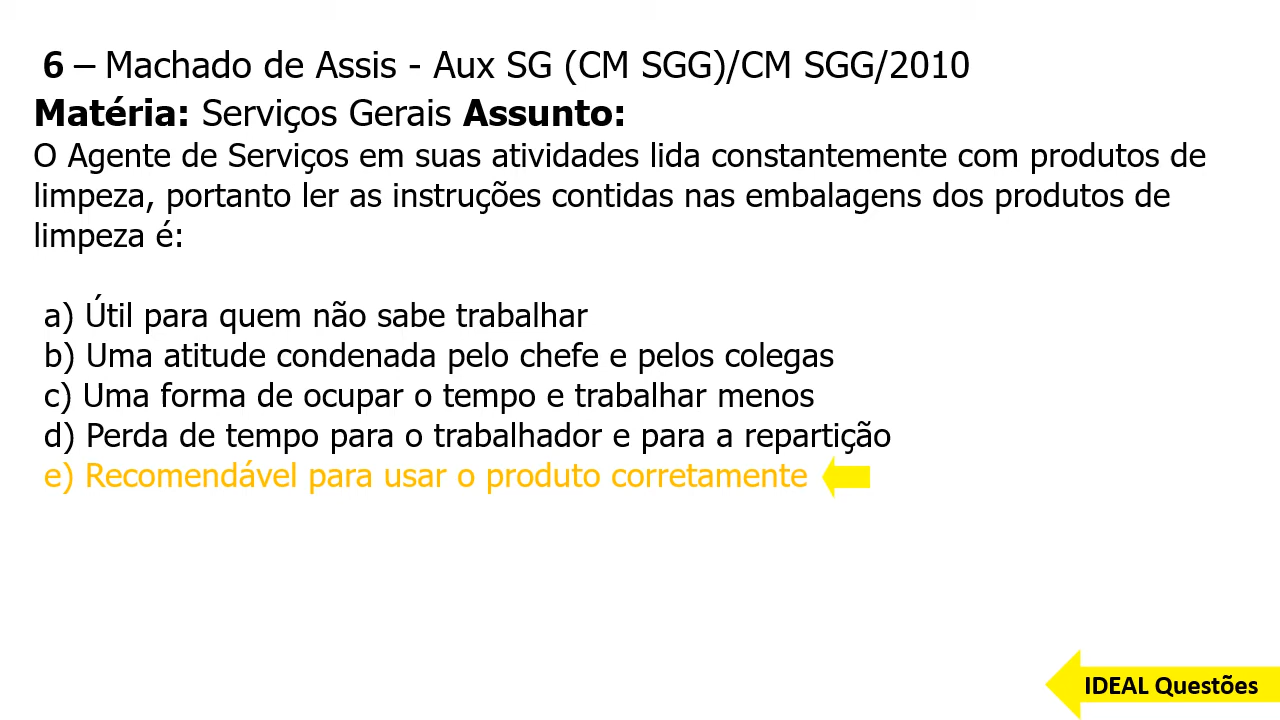 6 – Machado de Assis - Aux SG (CM SGG)/CM SGG/2010
Matéria: Serviços Gerais Assunto:
O Agente de Serviços em suas atividades lida constantemente com produtos de
limpeza, portanto ler as instruções contidas nas embalagens dos produtos de
limpeza é:
a) Útil para quem não sabe trabalhar
b) Uma atitude condenada pelo chefe e pelos colegas
c) Uma forma de ocupar o tempo e trabalhar menos
d) Perda de tempo para o trabalhador e para a repartição
e) Recomendável para usar o produto corretamente
IDEAL Questões